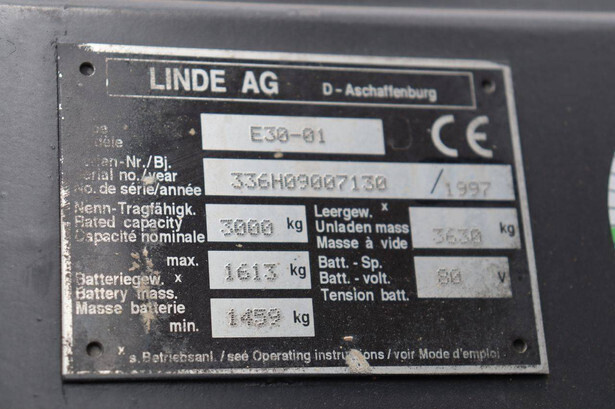 LINDE AG D - Aschaffenburg
E30-01
CE
-Nr./Bj.
serial no./year 336H09007130 / 1997
No. de série/année
Nenn-Tragfähigk. Leergew. x
Rated capacity 3000 kg Unladen mass 3630 kg
Capacité nominale Masse à vide
max. 1613 kg Batt. - Sp.
Batteriegew. x Batt. - volt. 80 V
Battery mass. Tension batt.
Masse batterie
min. 1459 kg
x s. Betriebsanl. / seé Operating instructions / voir Mode d'emploi